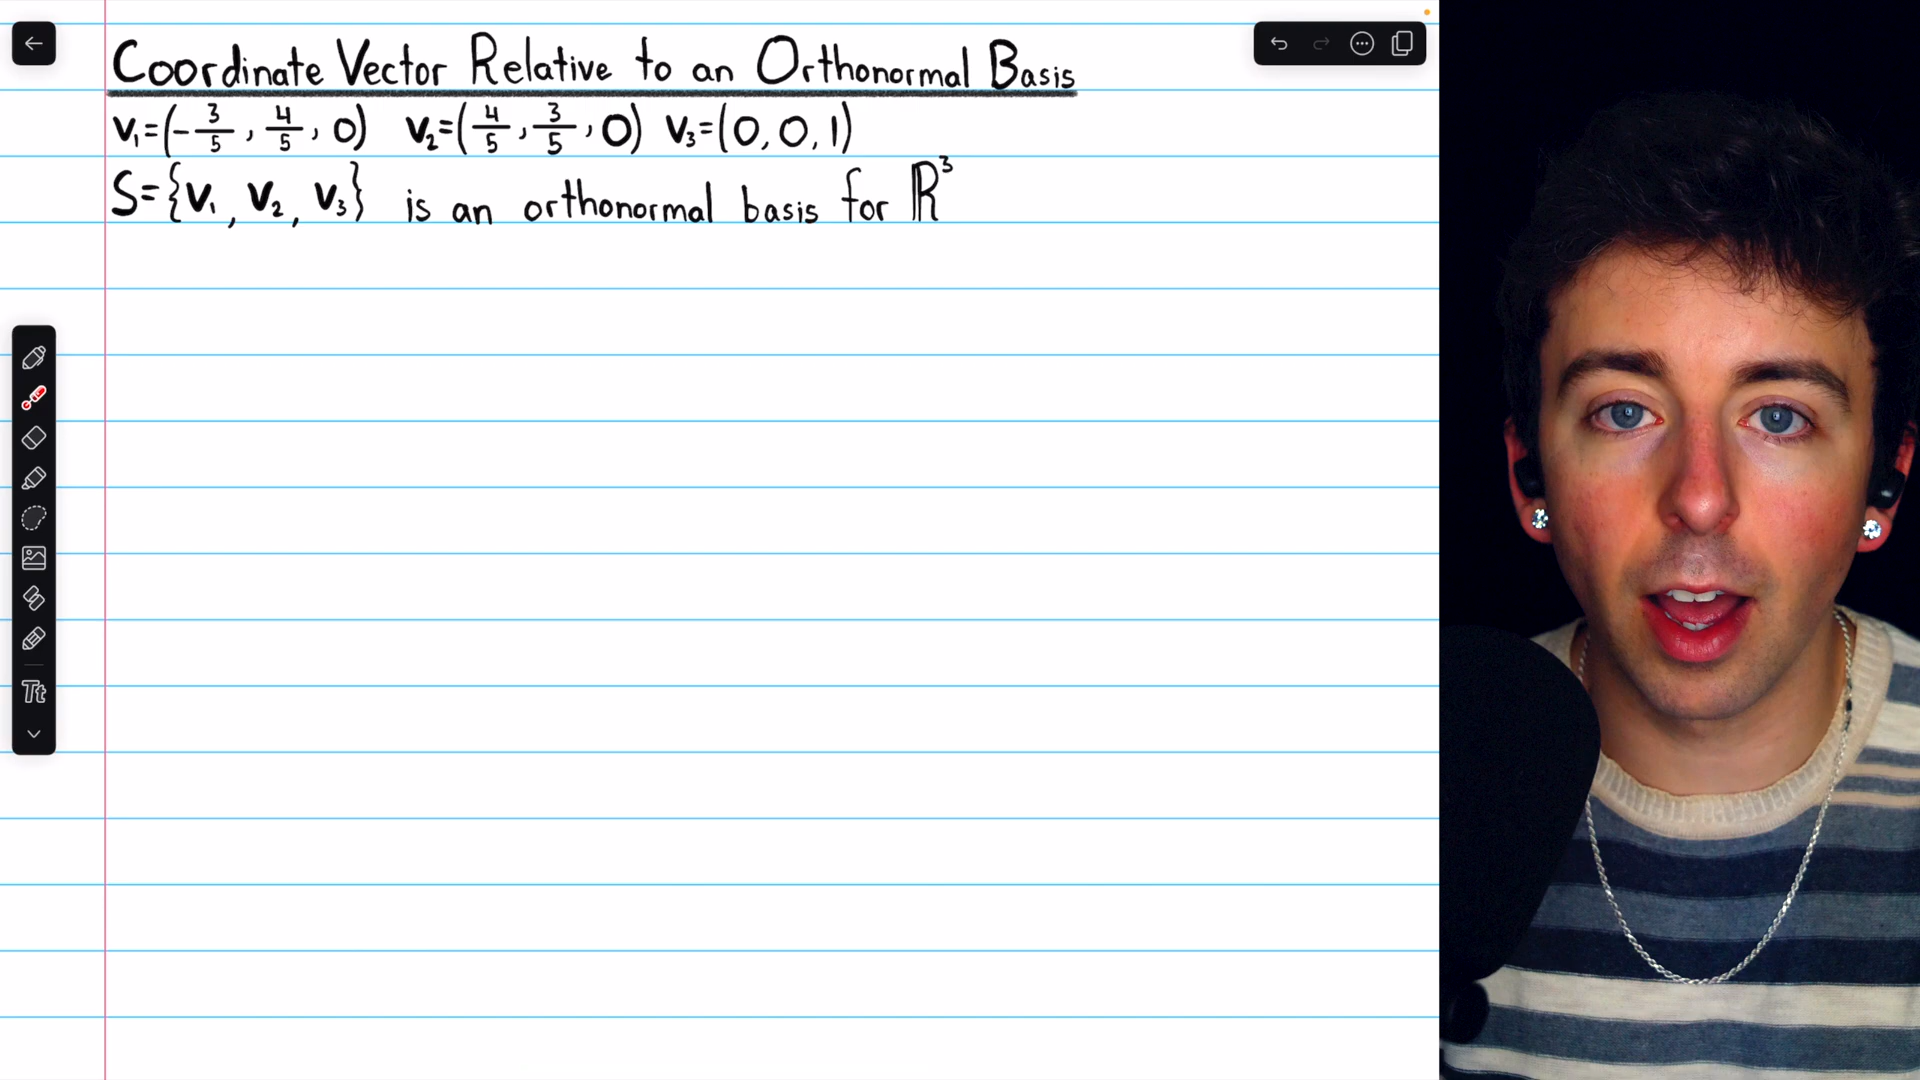 Coordinate Vector Relative to an Orthonormal Basis
v₁=(-3/5, 4/5, 0) v₂=(4/5, 3/5, 0) v₃=(0, 0, 1)
S={v₁, v₂, v₃} is an orthonormal basis for ℝ³
Tt